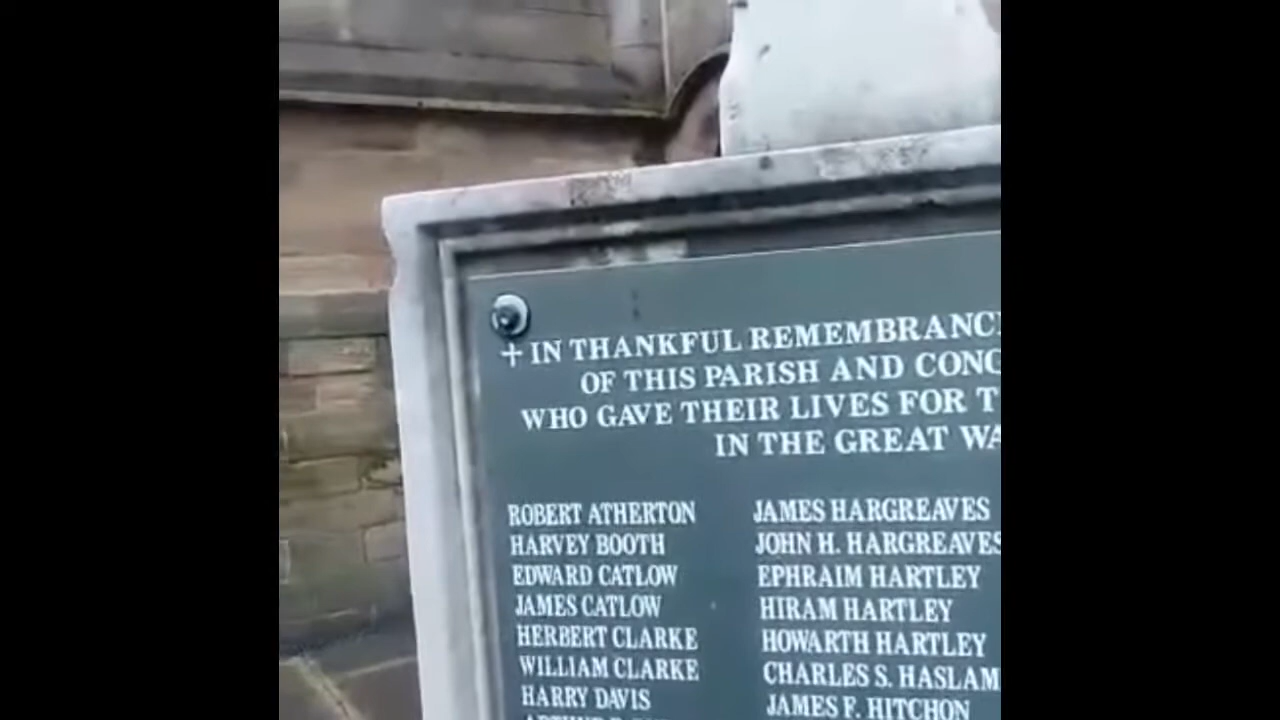 + IN THANKFUL REMEMBRANC
OF THIS PARISH AND CONG
WHO GAVE THEIR LIVES FOR T
IN THE GREAT WA
ROBERT ATHERTON
HARVEY BOOTH
EDWARD CATLOW
JAMES CATLOW
HERBERT CLARKE
WILLIAM CLARKE
HARRY DAVIS
JAMES HARGREAVES
JOHN H. HARGREAVES
EPHRAIM HARTLEY
HIRAM HARTLEY
HOWARTH HARTLEY
CHARLES S. HASLAM
JAMES F. HITCHON